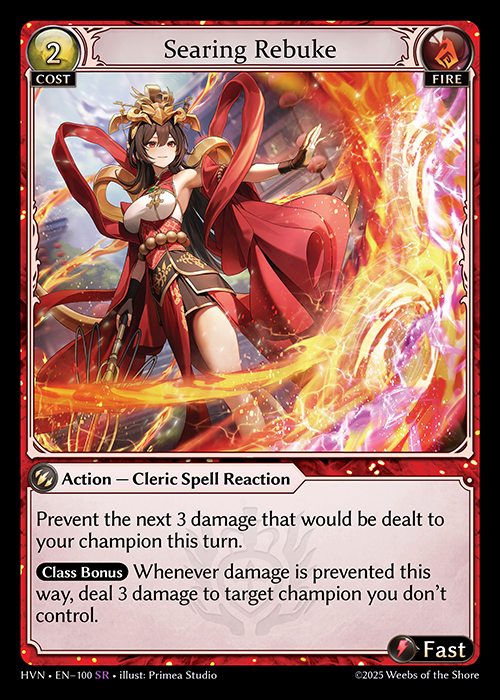 2
COST
Searing Rebuke
FIRE
Action — Cleric Spell Reaction
Prevent the next 3 damage that would be dealt to
your champion this turn.
Class Bonus Whenever damage is prevented this
way, deal 3 damage to target champion you don't
control.
Fast
HVN • EN-100 SR • illust: Primea Studio
©2025 Weebs of the Shore